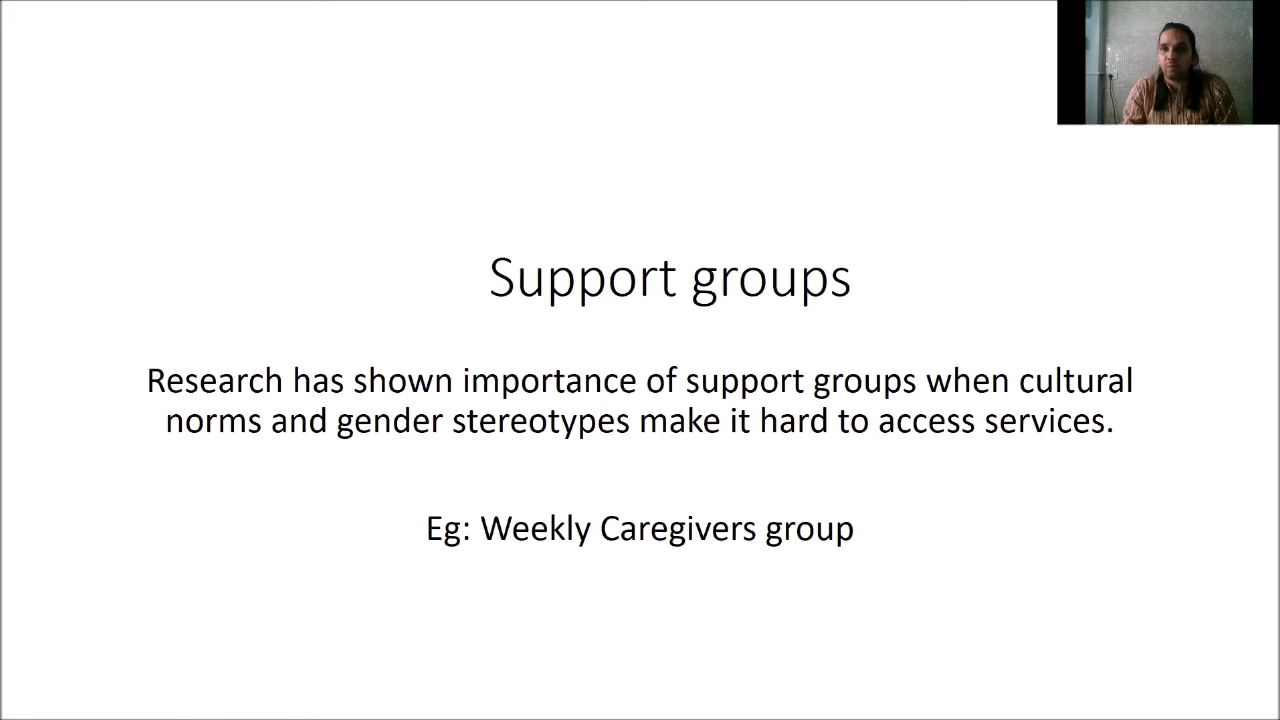 Support groups
Research has shown importance of support groups when cultural
norms and gender stereotypes make it hard to access services.
Eg: Weekly Caregivers group